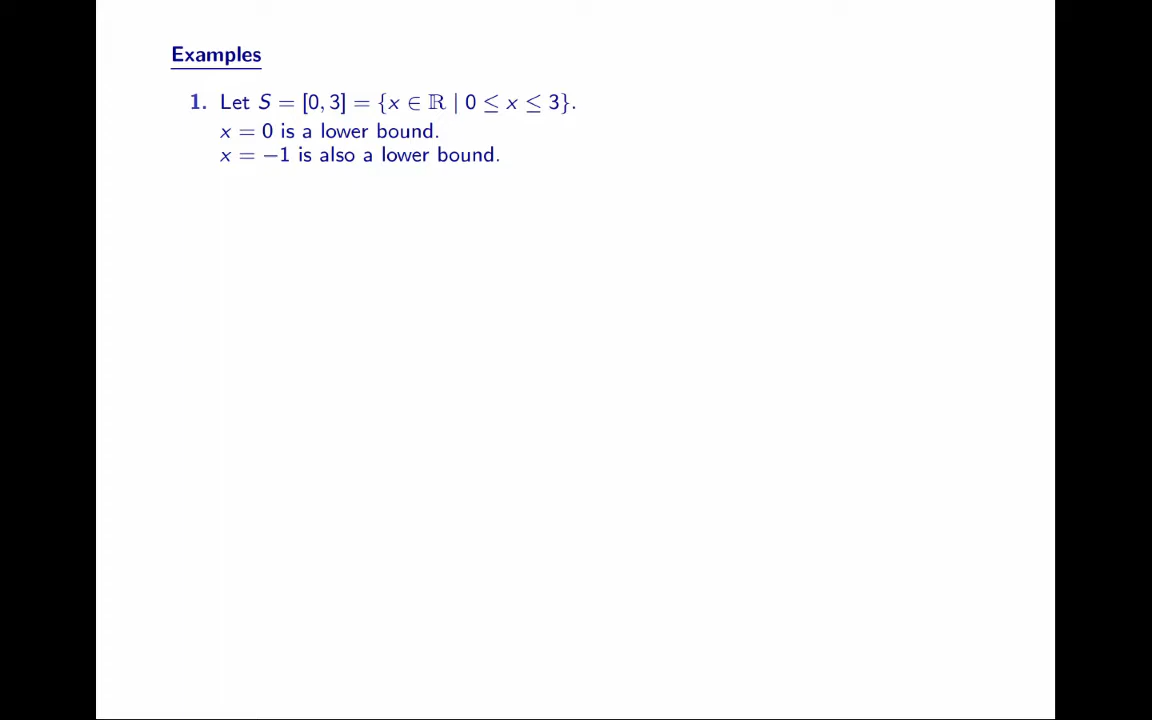 Examples
1. Let S = [0, 3] = {x ∈ ℝ | 0 ≤ x ≤ 3}.
x = 0 is a lower bound.
x = −1 is also a lower bound.